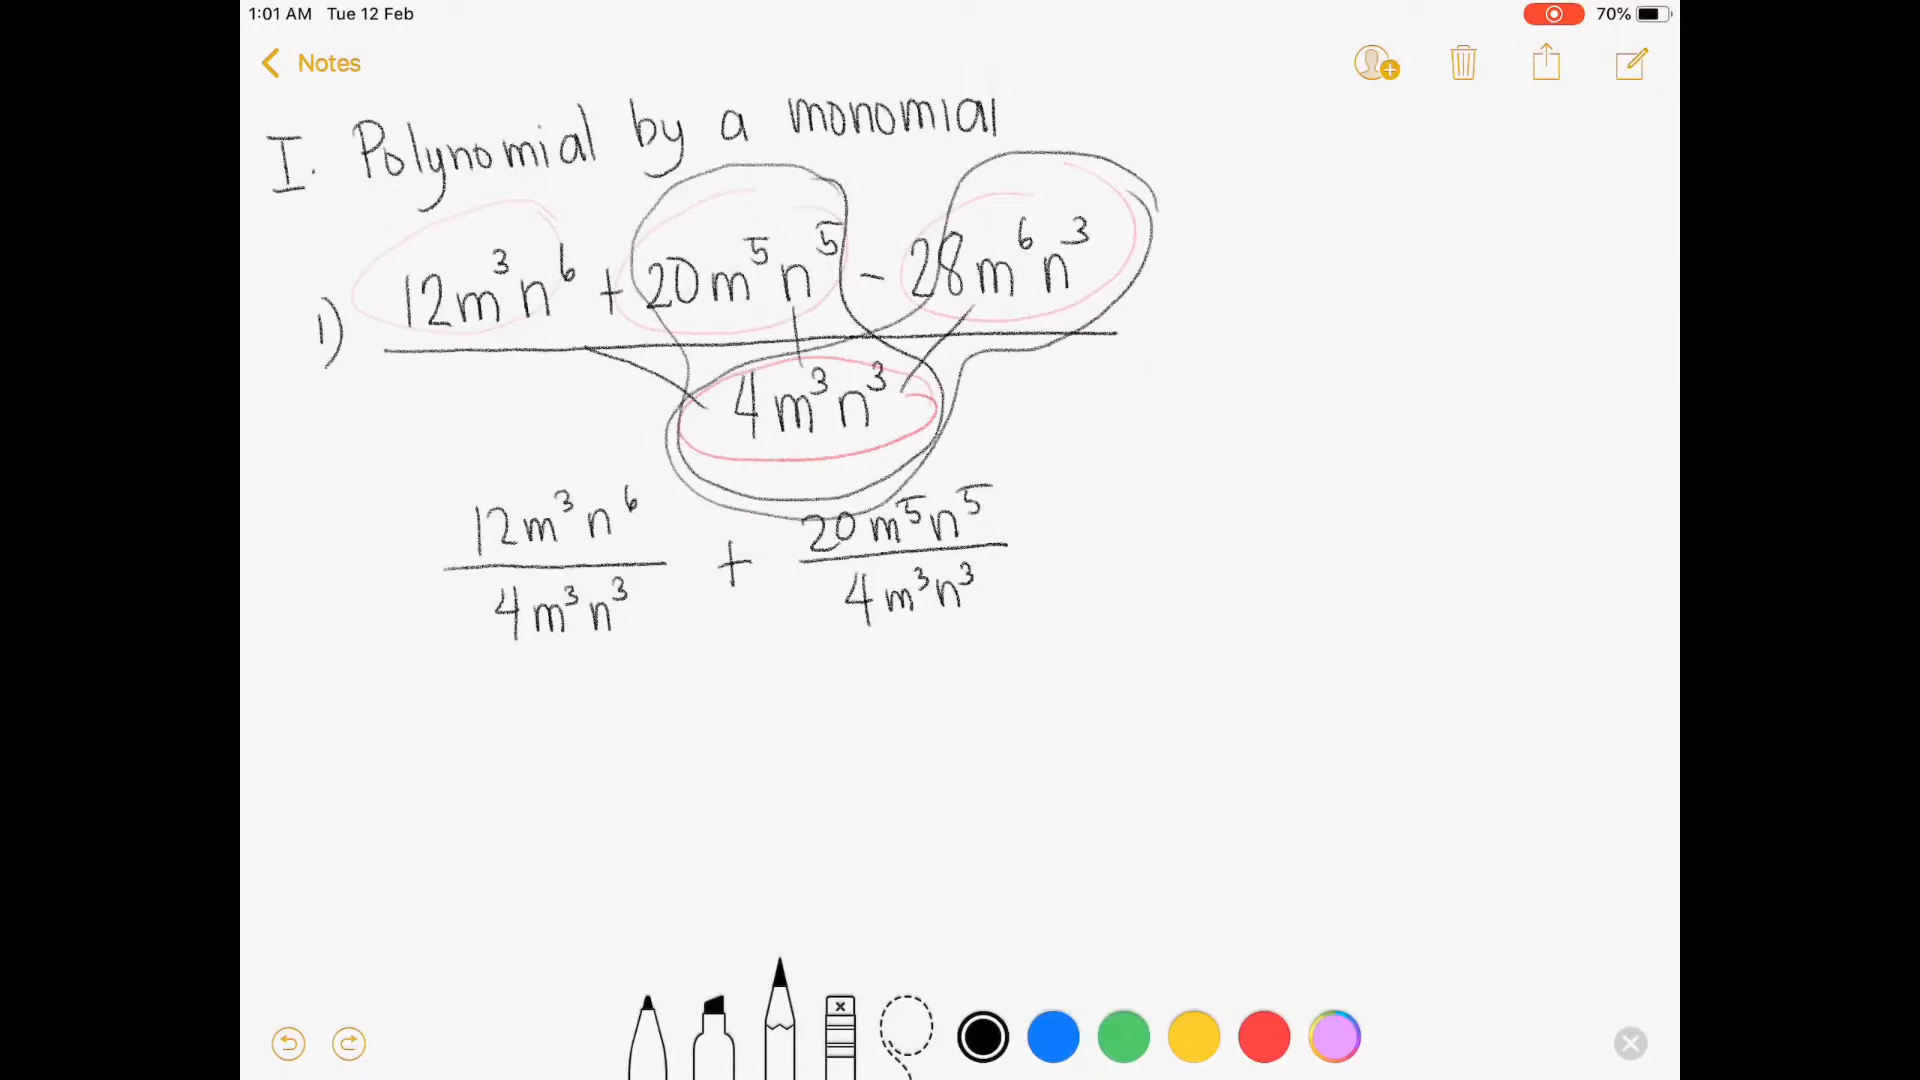 1:01 AM Tue 12 Feb 70%
Notes
I. Polynomial by a monomial
1) 12m³n⁶ + 20m⁵n⁵ - 28m⁶n³
4m³n³
12m³n⁶ + 20m⁵n⁵
4m³n³ 4m³n³